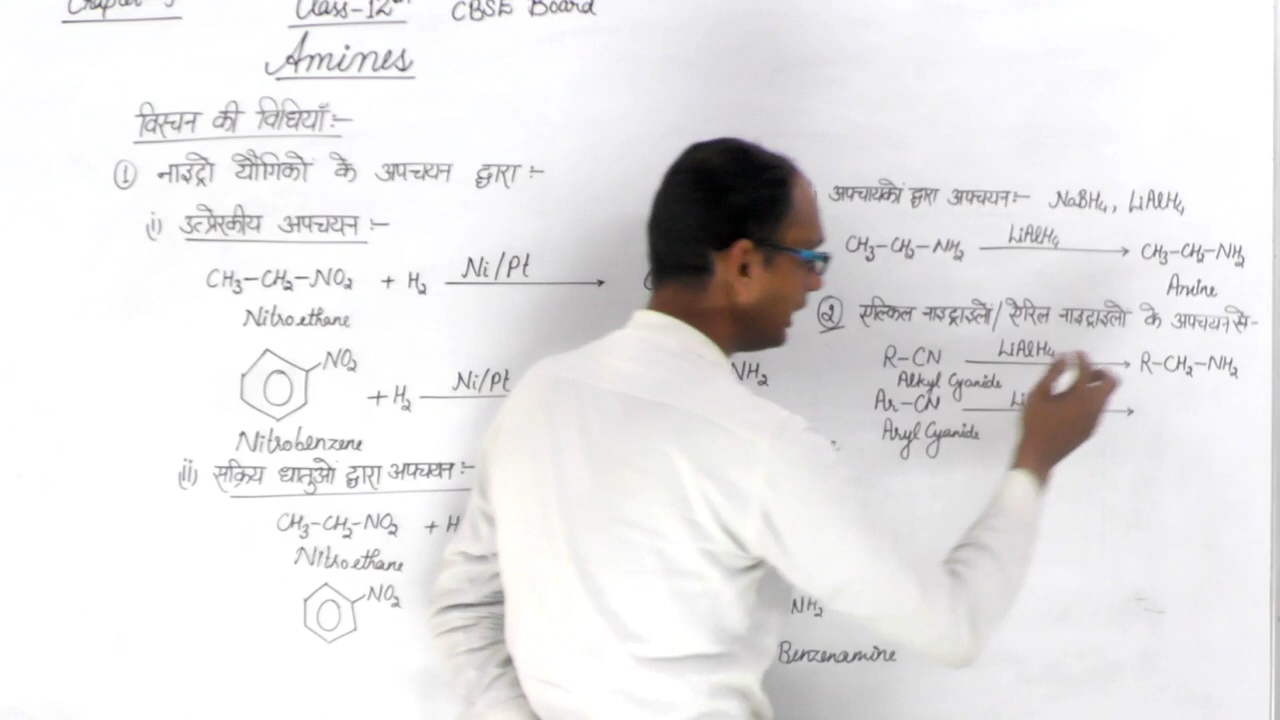 Class-12th CBSE Board
Amines
विरचन की विधियाँ:-
① नाइट्रो यौगिको के अपचयन द्वारा :-
(i) उत्प्रेरकीय अपचयन :-
CH₃-CH₂-NO₂ + H₂ Ni/Pt
Nitroethane
NO₂
+ H₂ Ni/Pt NH₂
Nitrobenzene
(ii) सक्रिय धातुओं द्वारा अपचयन :-
CH₃-CH₂-NO₂ + H
Nitroethane
NO₂
NH₂
Benzenamine
अपचायकों द्वारा अपचयन:- NaBH₄, LiAlH₄
CH₃-CH₂-NH₂ LiAlH₄ CH₃-CH₂-NH₂
Amine
② एल्किल नाइट्राइलों/ऐरिल नाइट्राइलो के अपचयन से-
R-CN LiAlH₄ R-CH₂-NH₂
Alkyl Cyanide
Ar-CN Li
Aryl Cyanide